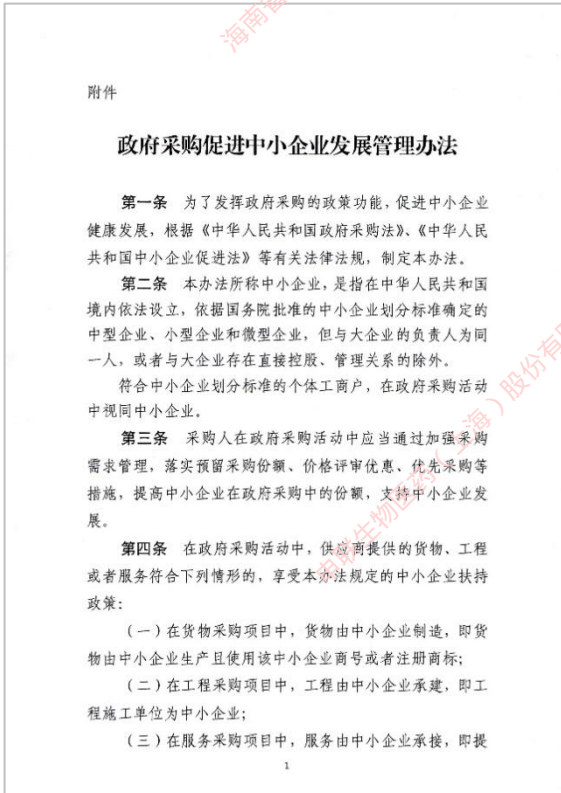 海南省
附件
政府采购促进中小企业发展管理办法
第一条 为了发挥政府采购的政策功能，促进中小企业
健康发展，根据《中华人民共和国政府采购法》、《中华人民
共和国中小企业促进法》等有关法律法规，制定本办法。
第二条 本办法所称中小企业，是指在中华人民共和国
境内依法设立，依据国务院批准的中小企业划分标准确定的
中型企业、小型企业和微型企业，但与大企业的负责人为同
一人，或者与大企业存在直接控股、管理关系的除外。
符合中小企业划分标准的个体工商户，在政府采购活动
中视同中小企业。
第三条 采购人在政府采购活动中应当通过加强采购
需求管理，落实预留采购份额、价格评审优惠、优先采购等
措施，提高中小企业在政府采购中的份额，支持中小企业发
展。
第四条 在政府采购活动中，供应商提供的货物、工程
或者服务符合下列情形的，享受本办法规定的中小企业扶持
政策：
（一）在货物采购项目中，货物由中小企业制造，即货
物由中小企业生产且使用该中小企业商号或者注册商标；
（二）在工程采购项目中，工程由中小企业承建，即工
程施工单位为中小企业；
（三）在服务采购项目中，服务由中小企业承接，即提
1
联生物医药（上海）股份有